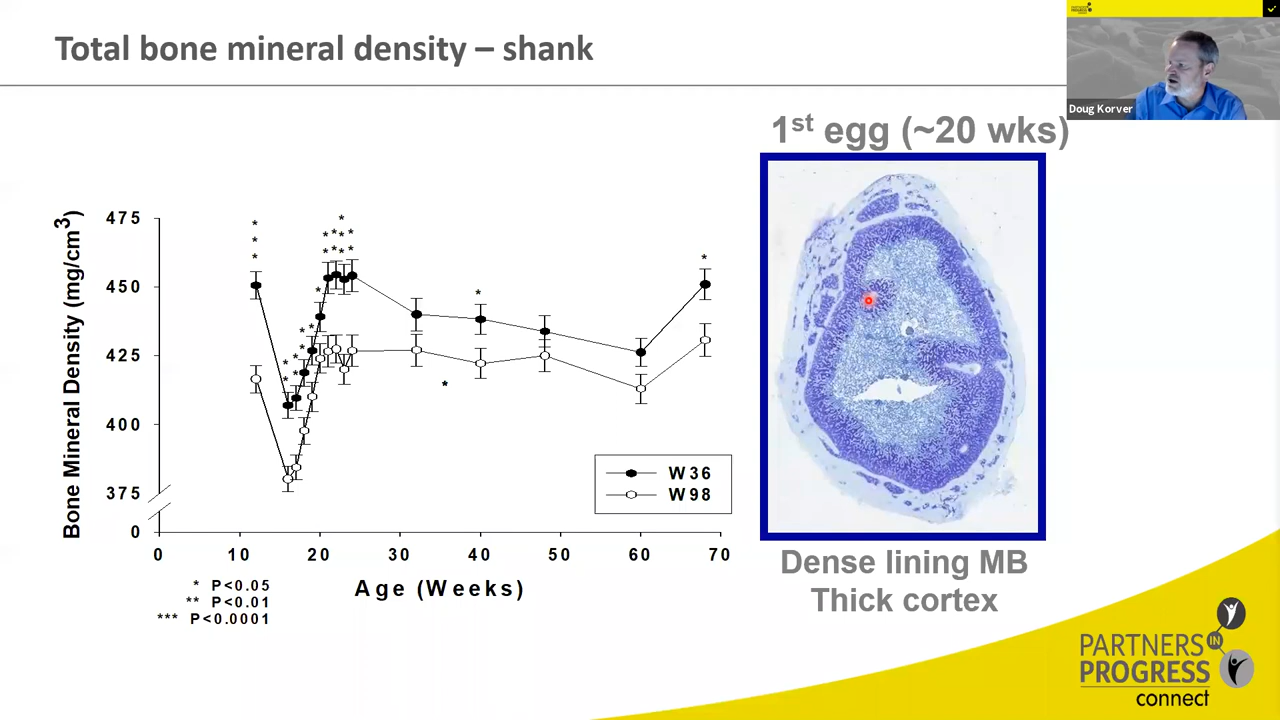 Total bone mineral density – shank
Doug Korver
1st egg (~20 wks)
Bone Mineral Density (mg/cm3)
475
450
425
400
375
0
0 10 20 30 40 50 60 70
Age (Weeks)
W36
W98
* P<0.05
** P<0.01
*** P<0.0001
Dense lining MB
Thick cortex
PARTNERS
IN
PROGRESS
connect